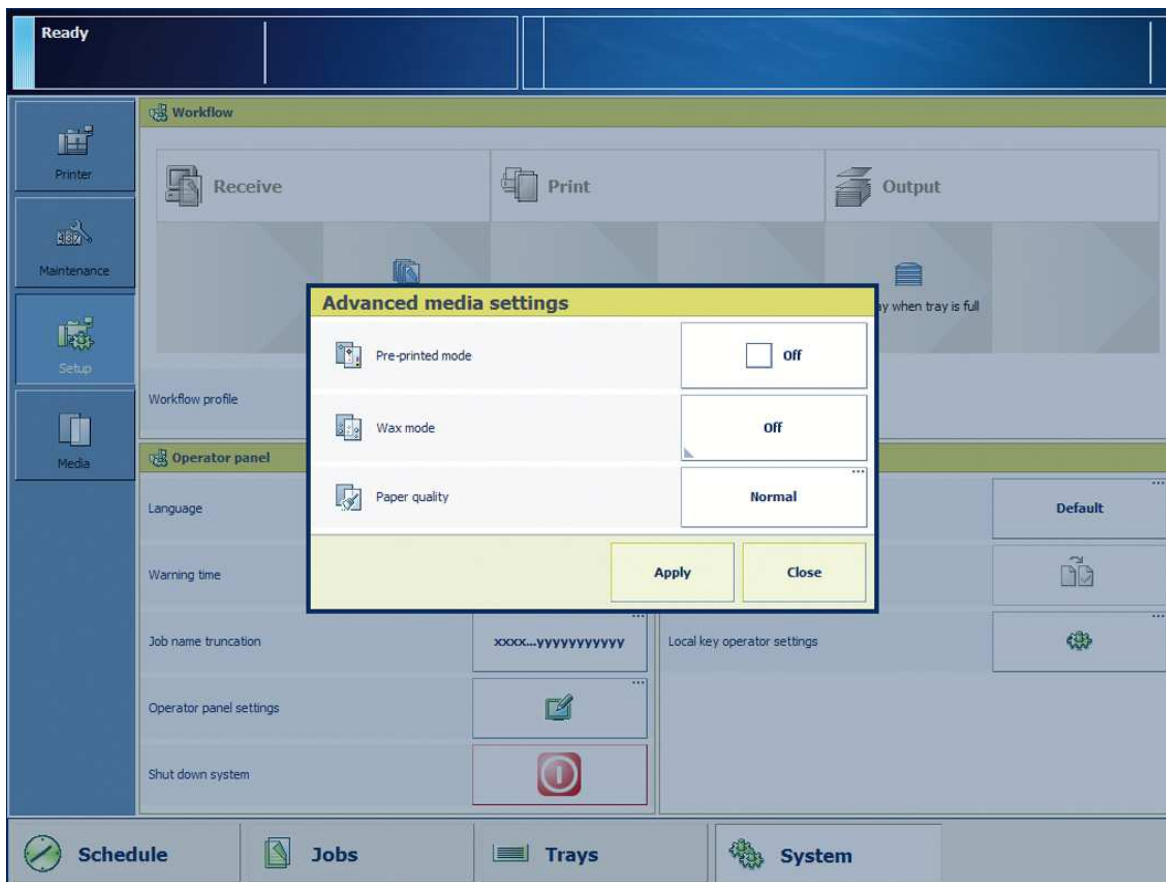 Ready
Printer
Maintenance
Setup
Media
Workflow
Receive
Print
Output
ay when tray is full
Workflow profile
Advanced media settings
Pre-printed mode
Off
Wax mode
Off
Paper quality
Normal
Apply
Close
Operator panel
Language
Default
Warning time
Job name truncation
xxxx...yyyyyyyyyyy
Local key operator settings
Operator panel settings
Shut down system
Schedule
Jobs
Trays
System